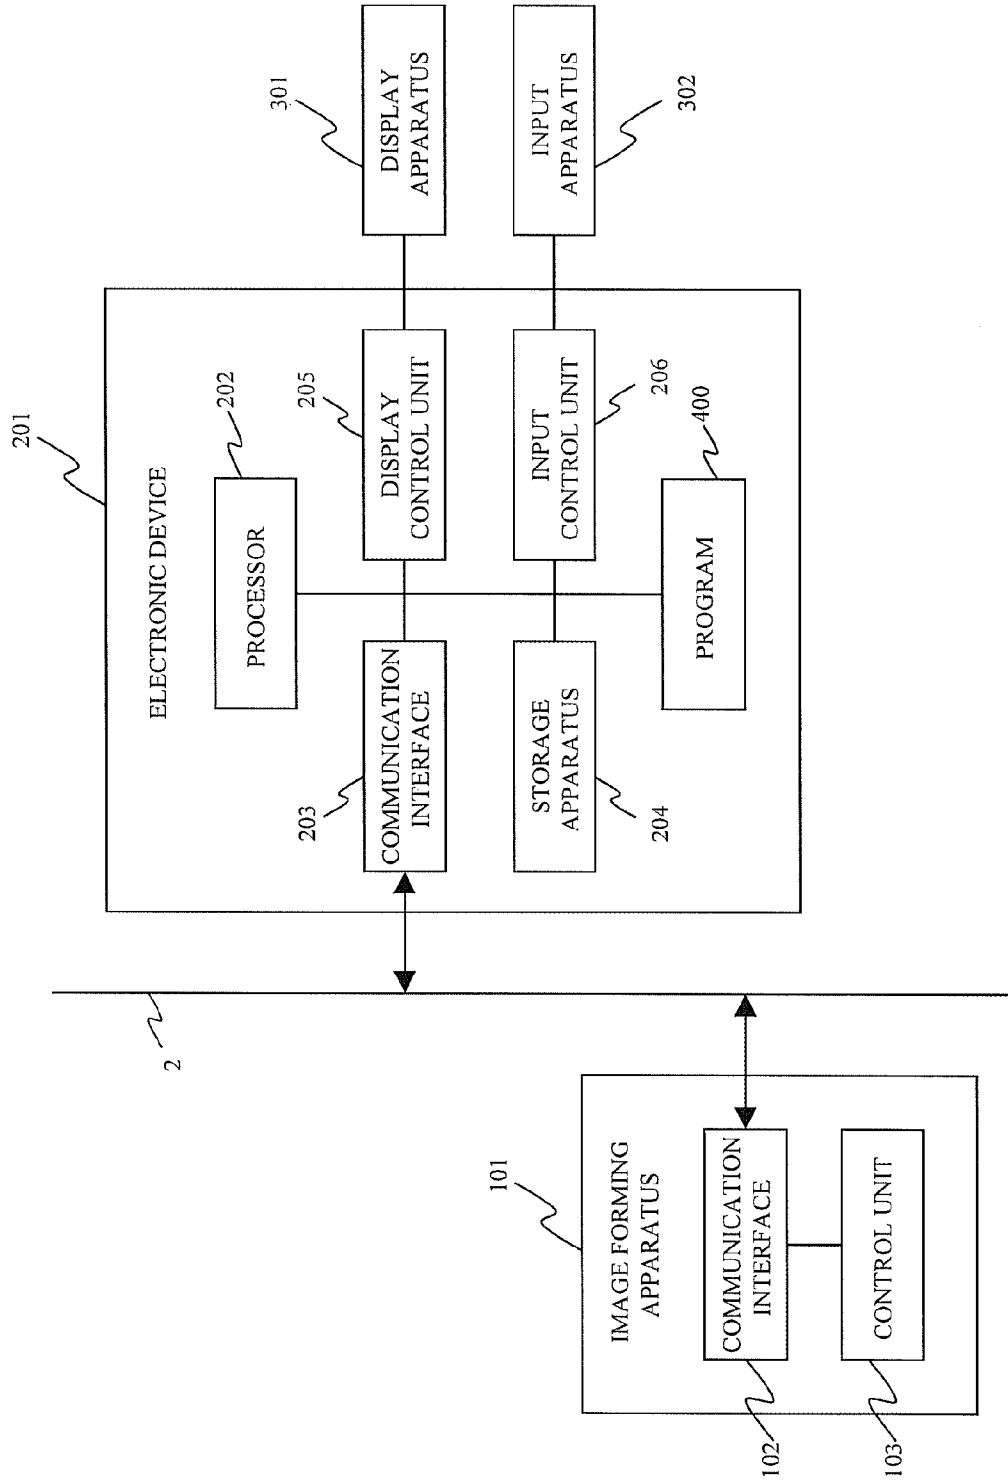 201
ELECTRONIC DEVICE
202
PROCESSOR
301
DISPLAY
APPARATUS
205
DISPLAY
CONTROL UNIT
203
COMMUNICATION
INTERFACE
INPUT
APPARATUS
302
INPUT
CONTROL UNIT
206
STORAGE
APPARATUS
204
PROGRAM
400
2
101
IMAGE FORMING
APPARATUS
COMMUNICATION
INTERFACE
102
CONTROL UNIT
103